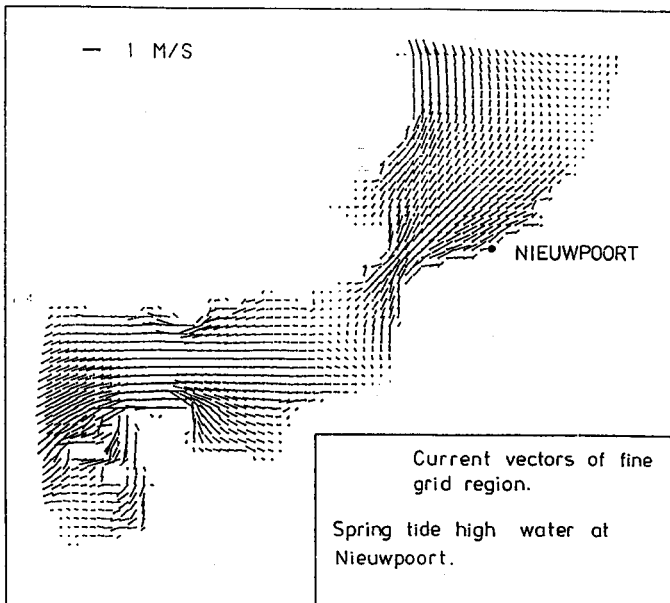 1 M/S
NIEUWPOORT
Current vectors of fine
grid region.
Spring tide high water at
Nieuwpoort.